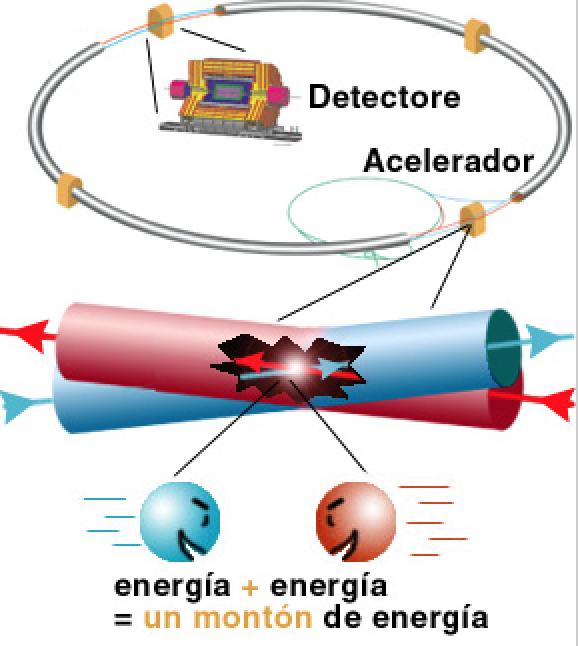 Detectore
Acelerador
energía + energía
= un montón de energía